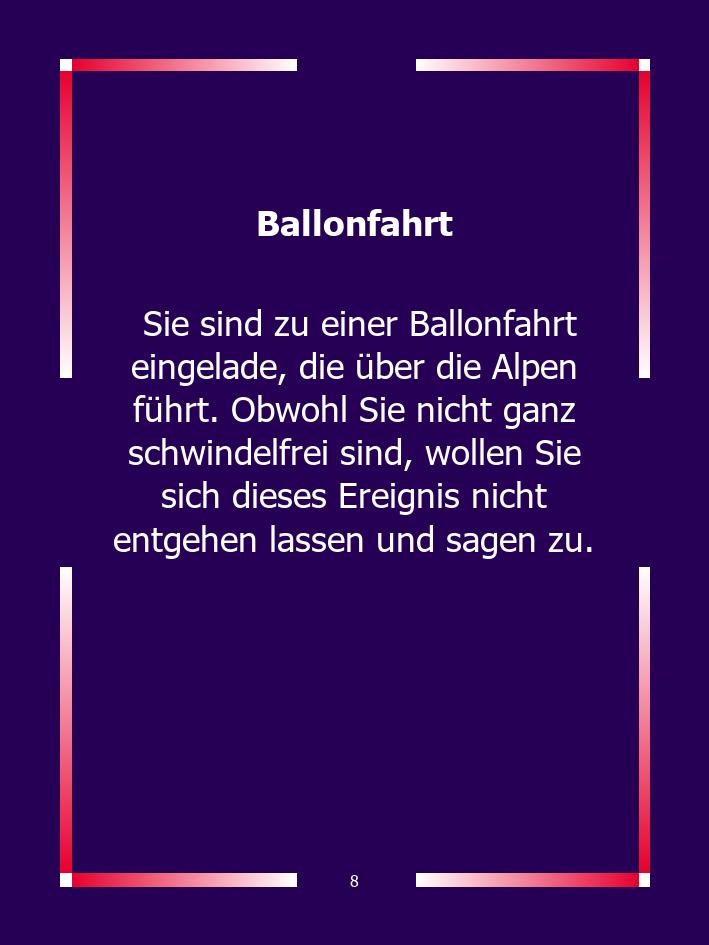 Ballonfahrt
Sie sind zu einer Ballonfahrt
eingelade, die über die Alpen
führt. Obwohl Sie nicht ganz
schwindelfrei sind, wollen Sie
sich dieses Ereignis nicht
entgehen lassen und sagen zu.
8